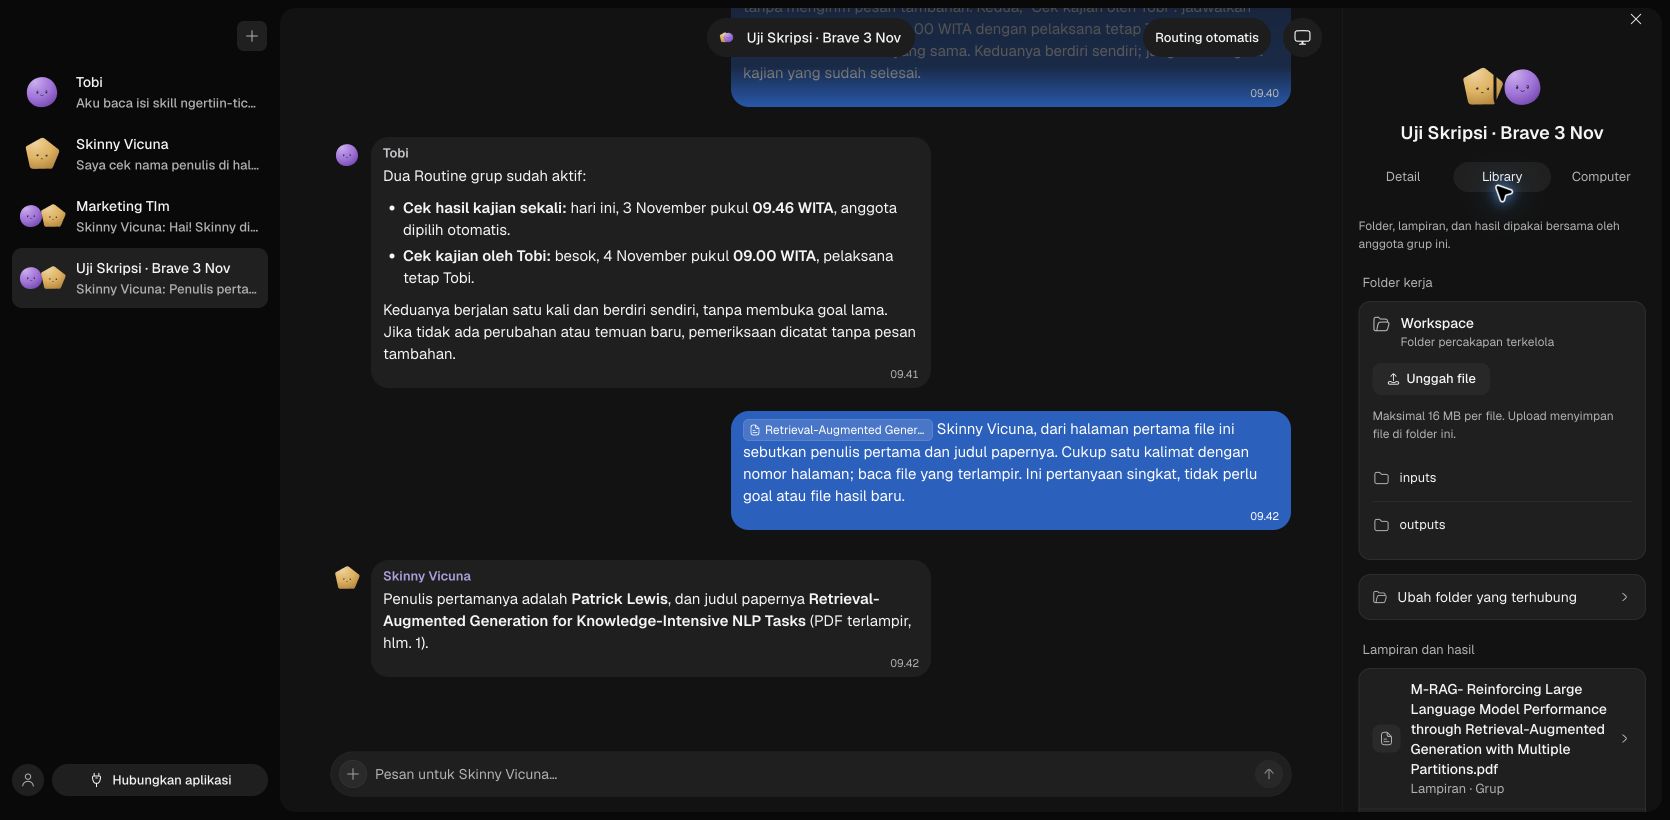 Tobi
Aku baca isi skill ngertiin-tic...
Skinny Vicuna
Saya cek nama penulis di hal...
Marketing TIm
Skinny Vicuna: Hai! Skinny di...
Uji Skripsi · Brave 3 Nov
Skinny Vicuna: Penulis perta...
Hubungkan aplikasi
Uji Skripsi · Brave 3 Nov
Routing otomatis
tanpa mengirim pesan tambahan. Kedua, "Cek kajian oleh Tobi": jadwalkan
00 WITA dengan pelaksana tetap
ang sama. Keduanya berdiri sendiri;
kajian yang sudah selesai.
09.40
Tobi
Dua Routine grup sudah aktif:
• Cek hasil kajian sekali: hari ini, 3 November pukul 09.46 WITA, anggota
dipilih otomatis.
• Cek kajian oleh Tobi: besok, 4 November pukul 09.00 WITA, pelaksana
tetap Tobi.
Keduanya berjalan satu kali dan berdiri sendiri, tanpa membuka goal lama.
Jika tidak ada perubahan atau temuan baru, pemeriksaan dicatat tanpa pesan
tambahan.
09.41
Retrieval-Augmented Gener... Skinny Vicuna, dari halaman pertama file ini
sebutkan penulis pertama dan judul papernya. Cukup satu kalimat dengan
nomor halaman; baca file yang terlampir. Ini pertanyaan singkat, tidak perlu
goal atau file hasil baru.
09.42
Skinny Vicuna
Penulis pertamanya adalah Patrick Lewis, dan judul papernya Retrieval-
Augmented Generation for Knowledge-Intensive NLP Tasks (PDF terlampir,
hlm. 1).
09.42
Pesan untuk Skinny Vicuna...
Uji Skripsi · Brave 3 Nov
Detail
Library
Computer
Folder, lampiran, dan hasil dipakai bersama oleh
anggota grup ini.
Folder kerja
Workspace
Folder percakapan terkelola
Unggah file
Maksimal 16 MB per file. Upload menyimpan
file di folder ini.
inputs
outputs
Ubah folder yang terhubung
Lampiran dan hasil
M-RAG- Reinforcing Large
Language Model Performance
through Retrieval-Augmented
Generation with Multiple
Partitions.pdf
Lampiran · Grup